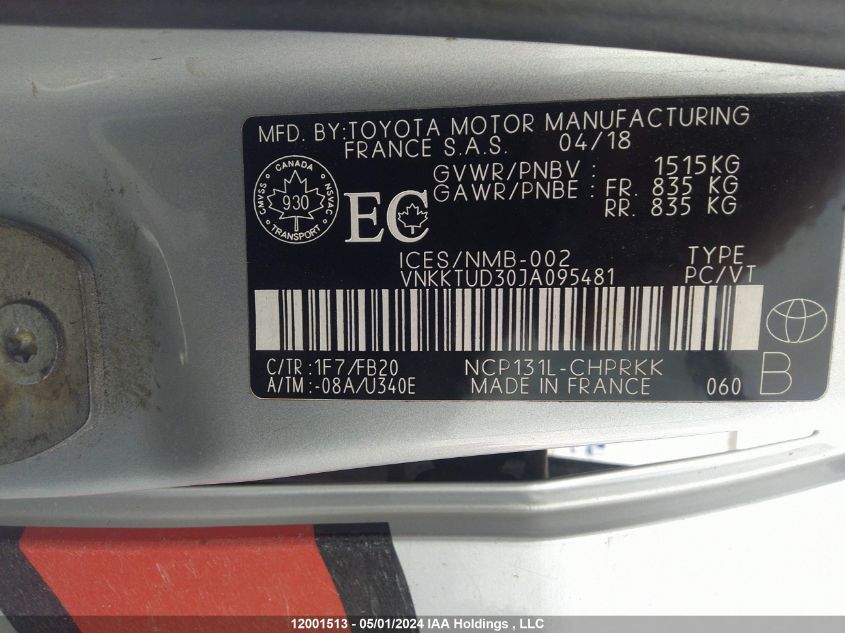 MFD. BY:TOYOTA MOTOR MANUFACTURING
FRANCE S.A.S. 04/18
GVWR/PNBV : 1515KG
GAWR/PNBE : FR. 835 KG
RR. 835 KG
CANADA
CMVSS 930 NSVAC
TRANSPORT
EC
ICES/NMB-002 TYPE
VNKKTUD30JA095481 PC/VT
C/TR:1F7/FB20 NCP131L-CHPRKK
A/TM:-08A/U340E MADE IN FRANCE 060 B
12001513 - 05/01/2024 IAA Holdings , LLC